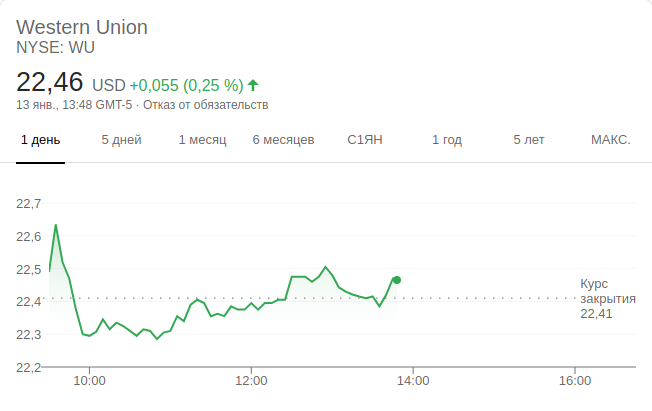 Western Union
NYSE: WU
22,46 USD +0,055 (0,25 %)
13 янв., 13:48 GMT-5 · Отказ от обязательств
1 день 5 дней 1 месяц 6 месяцев С1ЯН 1 год 5 лет МАКС.
22,7
22,6
22,5
22,4
22,3
22,2
Курс
закрытия
22,41
10:00 12:00 14:00 16:00